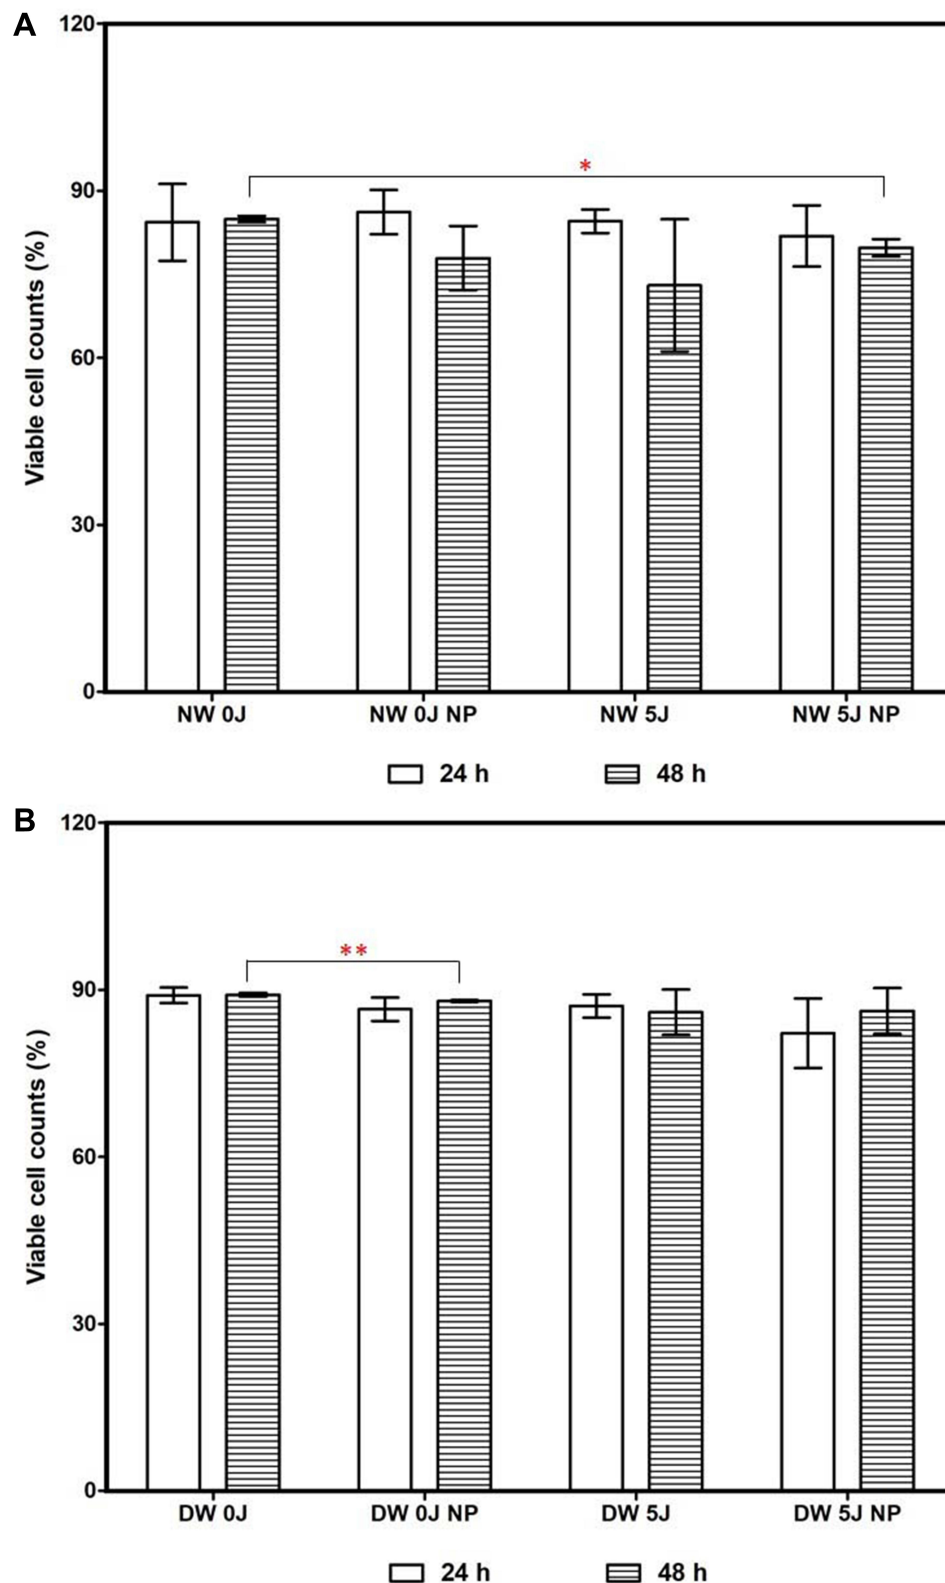 A
120
*
90
60
30
0
Viable cell counts (%)
NW 0J NW 0J NP NW 5J NW 5J NP
24 h 48 h
B
120
**
90
60
30
0
Viable cell counts (%)
DW 0J DW 0J NP DW 5J DW 5J NP
24 h 48 h